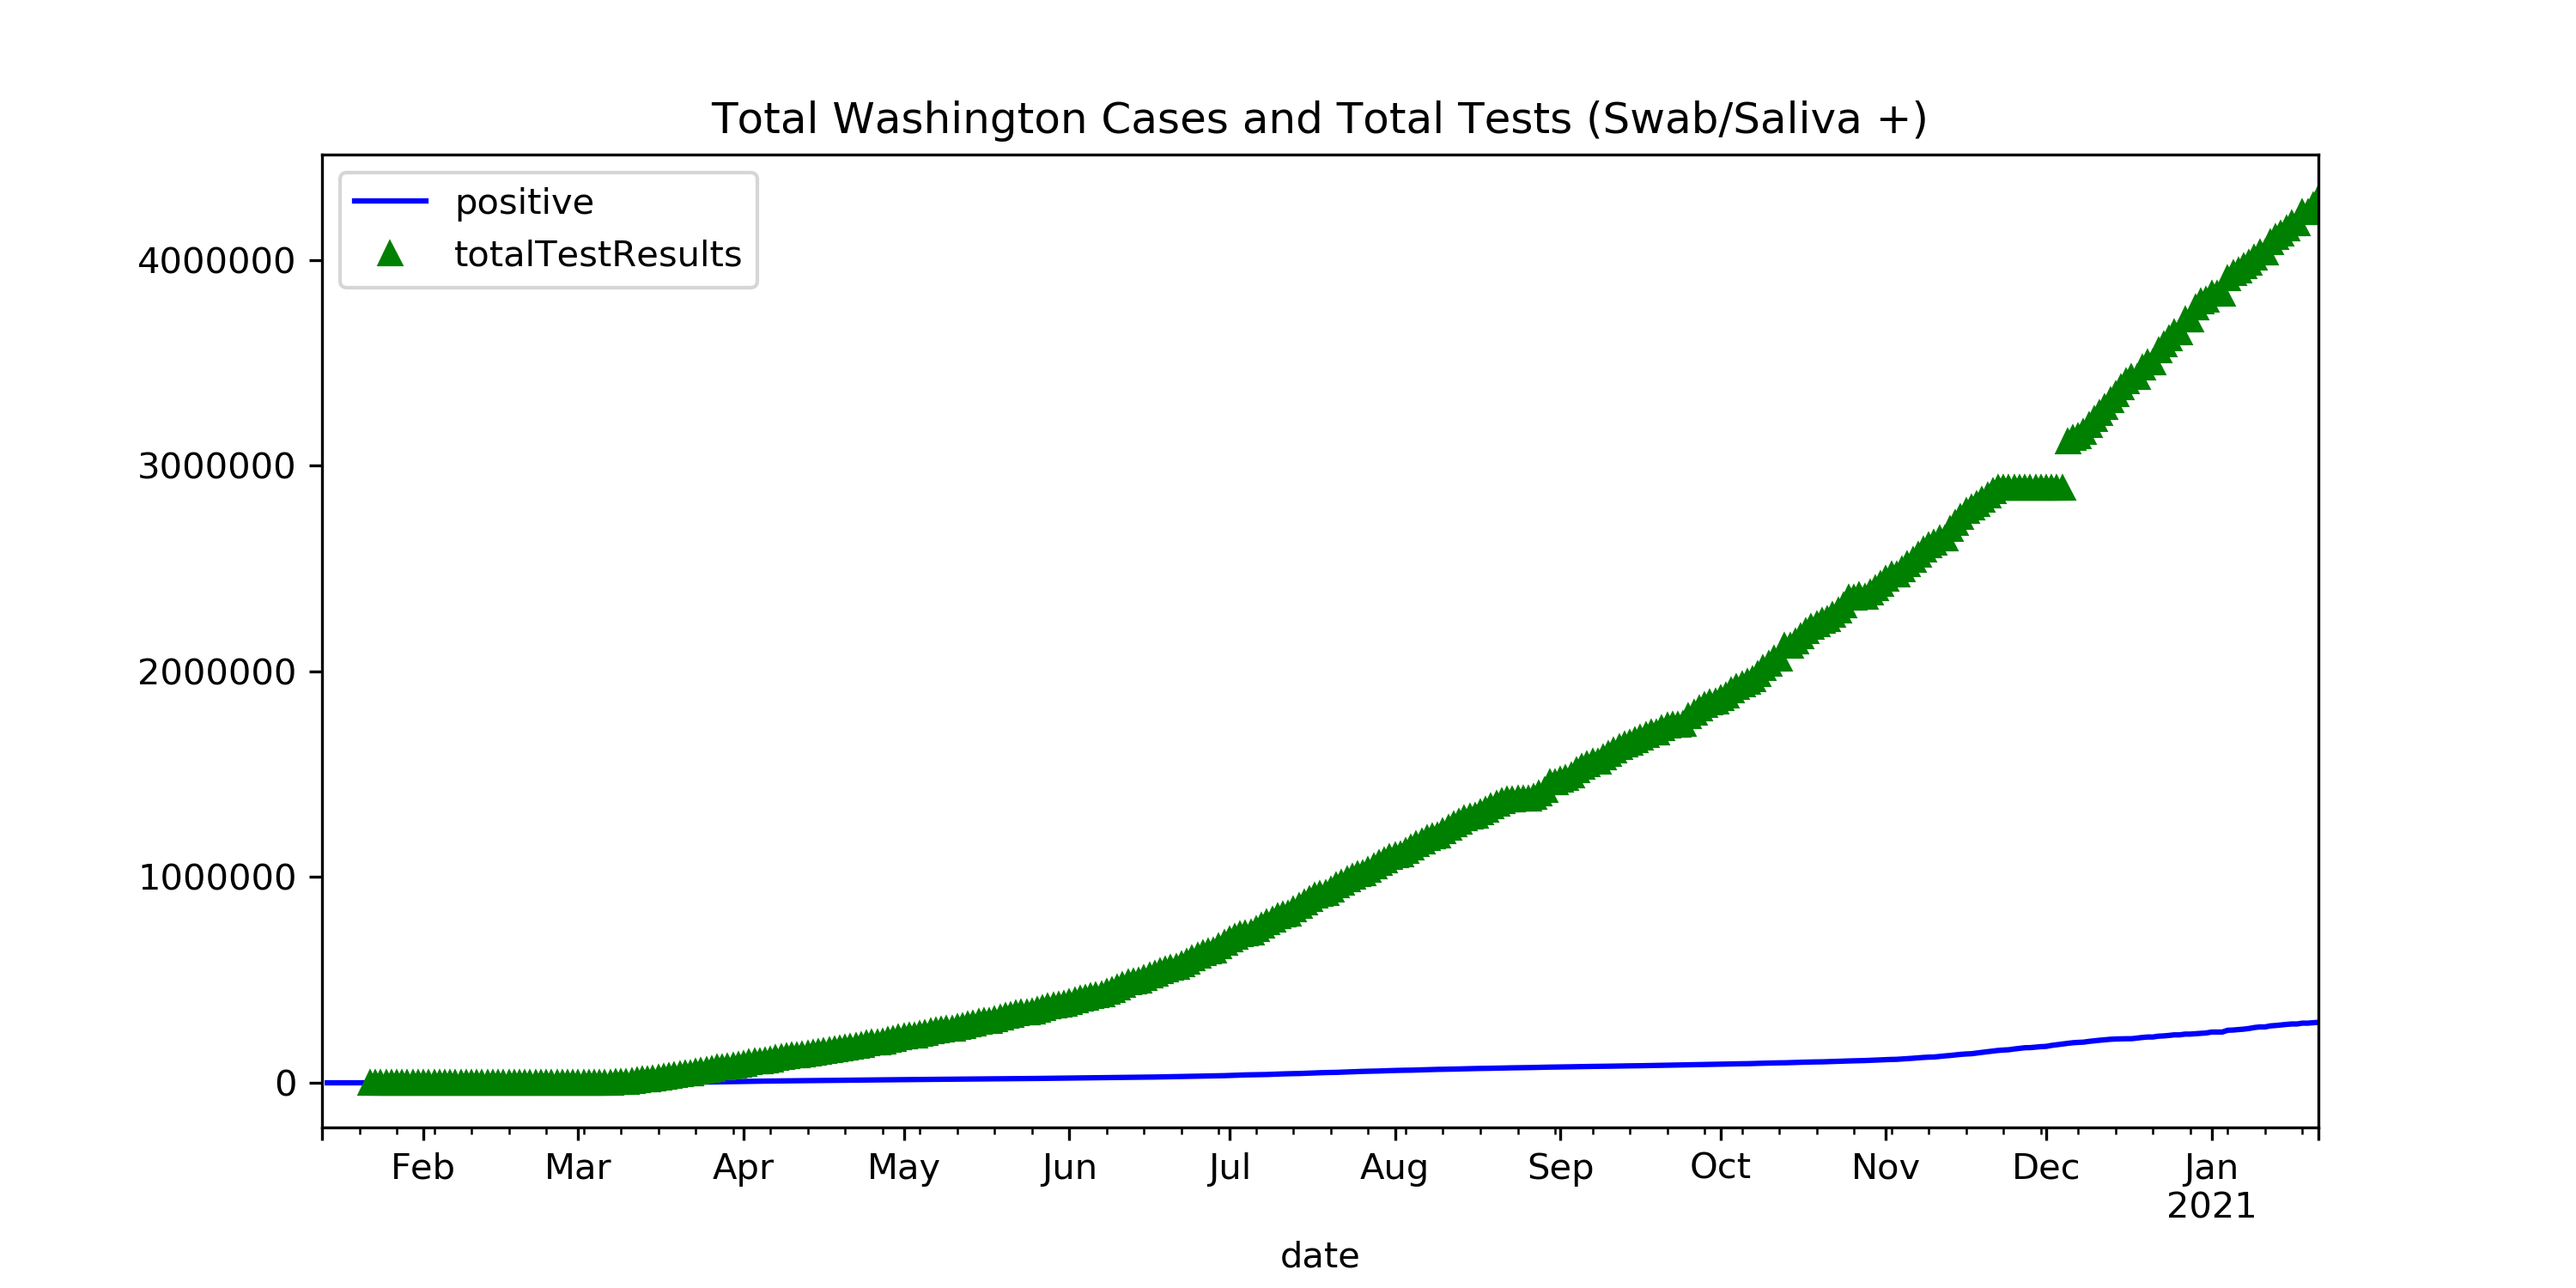 Total Washington Cases and Total Tests (Swab/Saliva +)
positive
totalTestResults
4000000
3000000
2000000
1000000
0
Feb Mar Apr May Jun Jul Aug Sep Oct Nov Dec Jan
2021
date